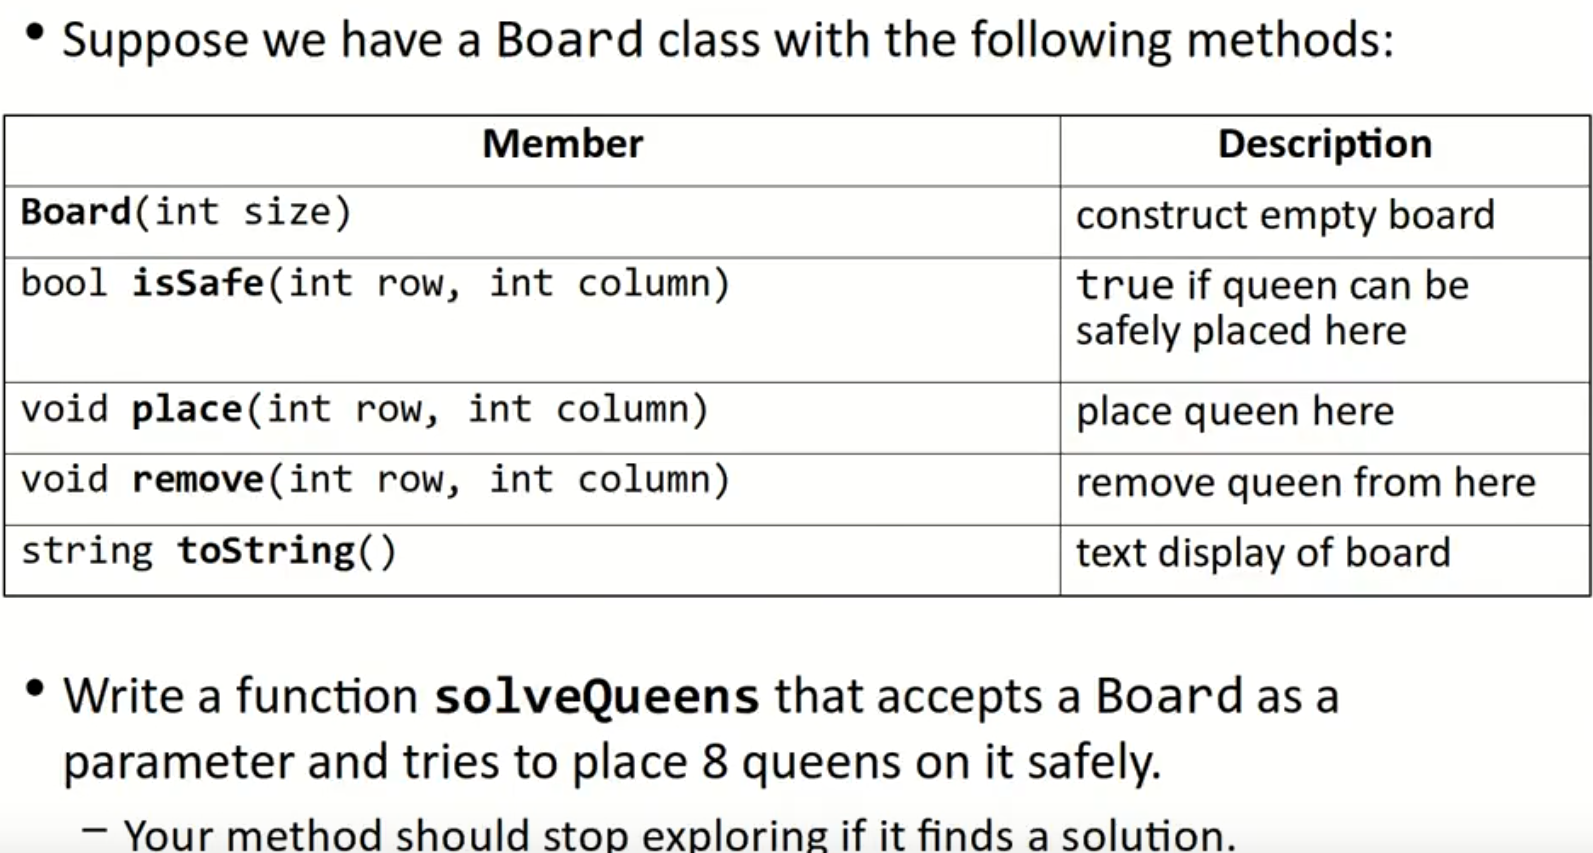 • Suppose we have a Board class with the following methods:
Member
Description
Board(int size)
construct empty board
bool isSafe(int row, int column)
true if queen can be
safely placed here
void place(int row, int column)
place queen here
void remove(int row, int column)
remove queen from here
string toString()
text display of board
• Write a function solveQueens that accepts a Board as a
parameter and tries to place 8 queens on it safely.
– Your method should stop exploring if it finds a solution.